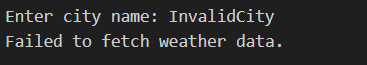 Enter city name: InvalidCity
Failed to fetch weather data.